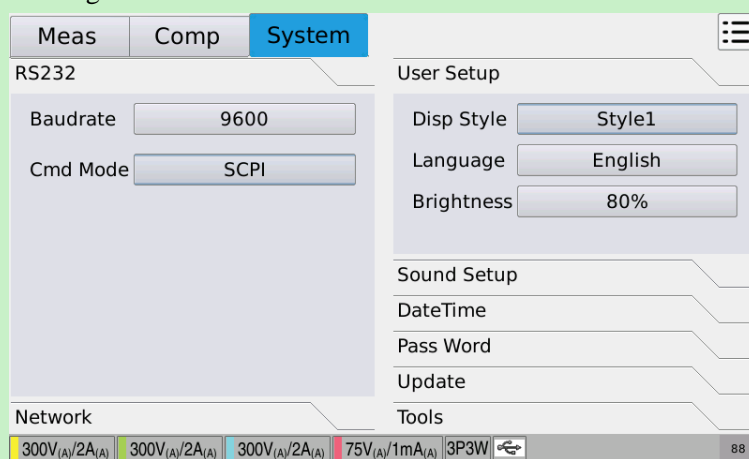 Meas Comp System
RS232
Baudrate 9600
Cmd Mode SCPI
Network
User Setup
Disp Style Style1
Language English
Brightness 80%
Sound Setup
DateTime
Pass Word
Update
Tools
300V(A)/2A(A) 300V(A)/2A(A) 300V(A)/2A(A) 75V(A)/1mA(A) 3P3W 88